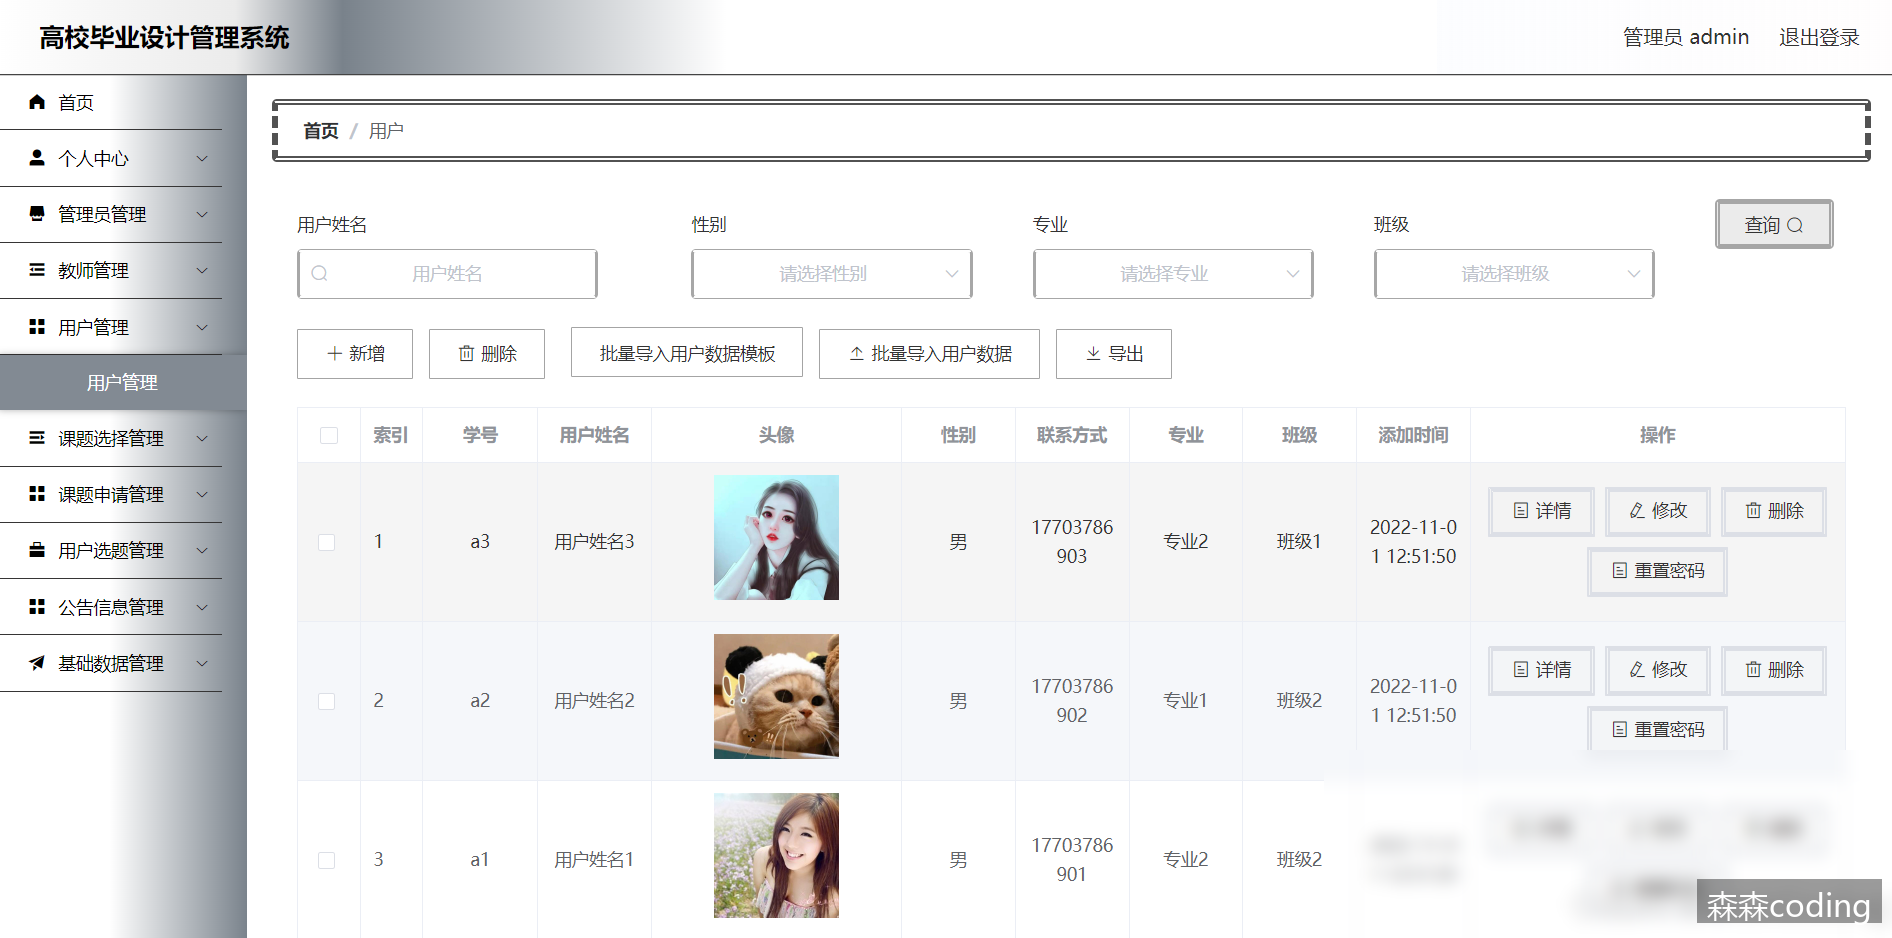 高校毕业设计管理系统
管理员 admin 退出登录
首页
个人中心
管理员管理
教师管理
用户管理
用户管理
课题选择管理
课题申请管理
用户选题管理
公告信息管理
基础数据管理
首页 / 用户
用户姓名 性别 专业 班级 查询
用户姓名 请选择性别 请选择专业 请选择班级
新增 删除 批量导入用户数据模板 批量导入用户数据 导出
索引 学号 用户姓名 头像 性别 联系方式 专业 班级 添加时间 操作
1 a3 用户姓名3 男 17703786 专业2 班级1 2022-11-0 详情 修改 删除
903 1 12:51:50 重置密码
2 a2 用户姓名2 男 17703786 专业1 班级2 2022-11-0 详情 修改 删除
902 1 12:51:50 重置密码
3 a1 用户姓名1 男 17703786 专业2 班级2
901
森森coding